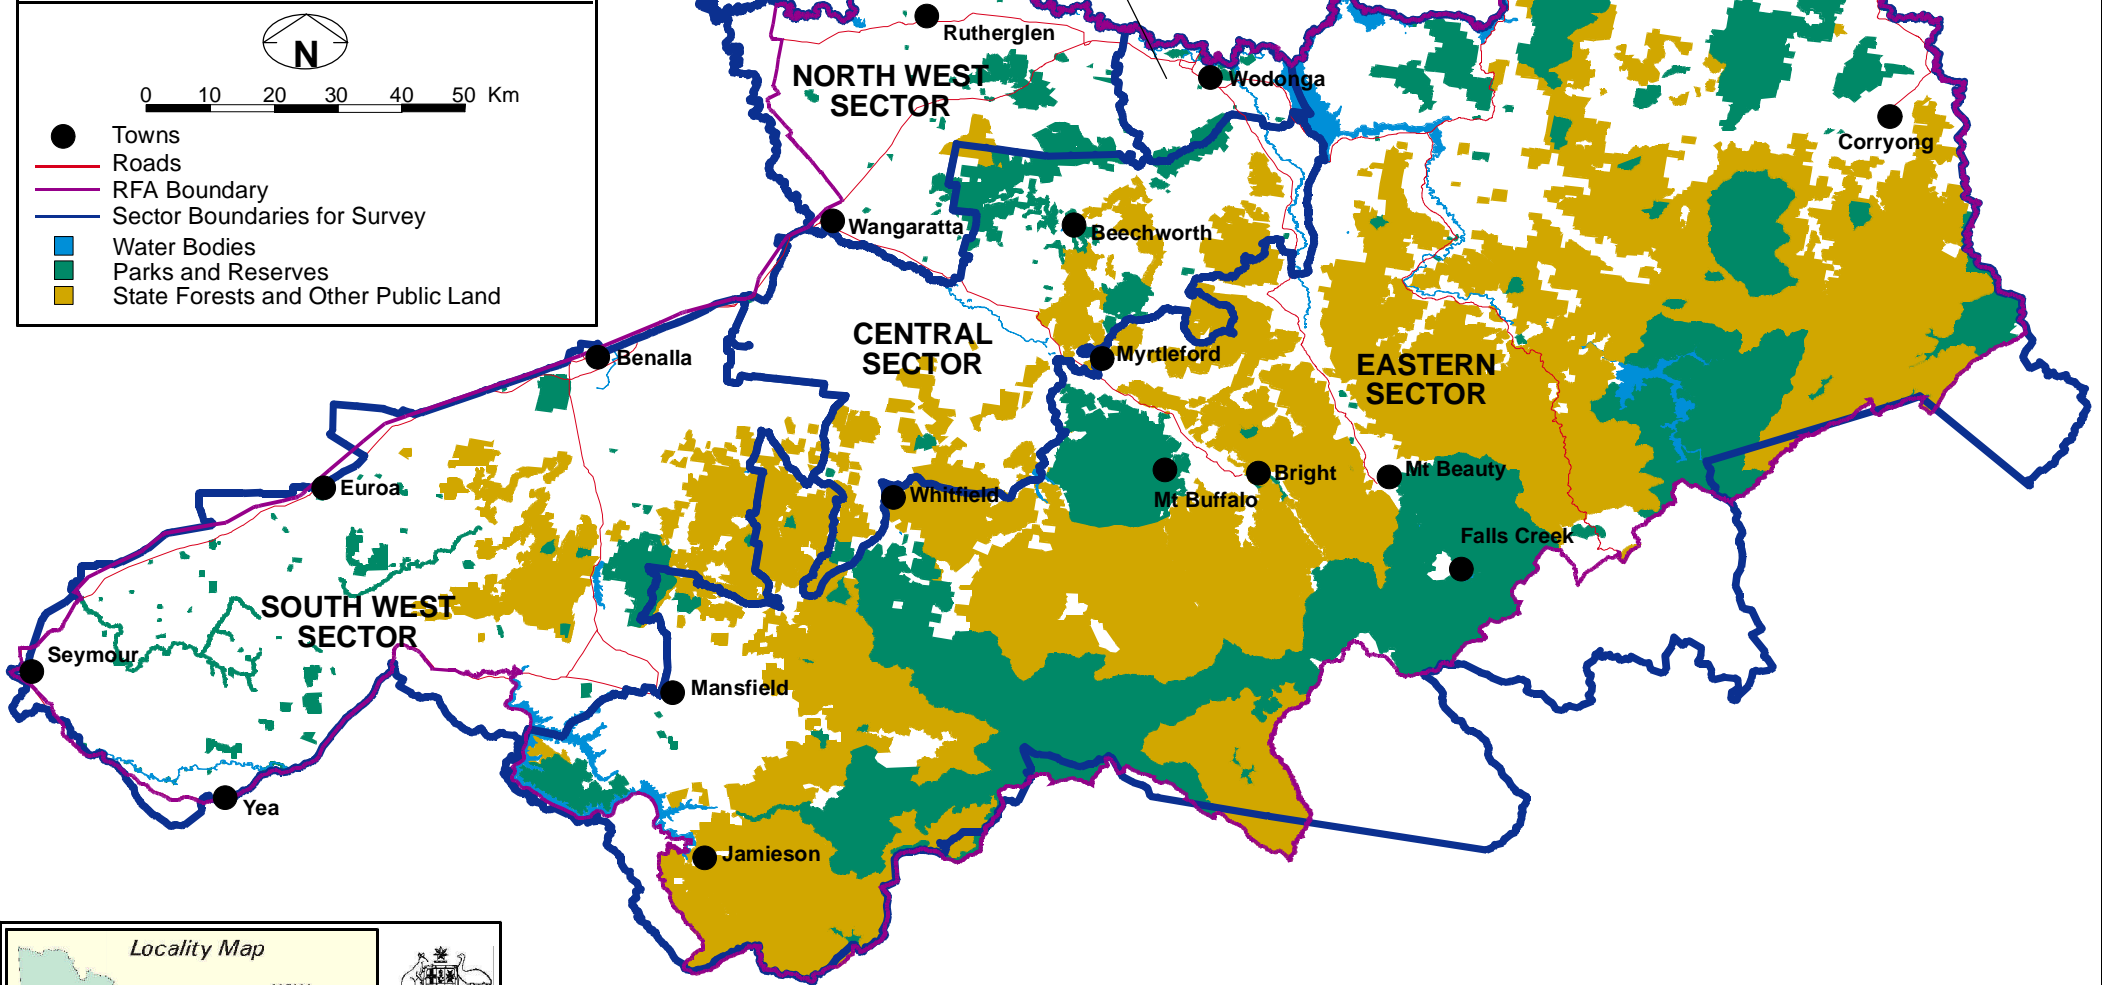 N
0 10 20 30 40 50 Km
Towns
Roads
RFA Boundary
Sector Boundaries for Survey
Water Bodies
Parks and Reserves
State Forests and Other Public Land
Rutherglen
NORTH WEST
SECTOR
Wodonga
Corryong
Wangaratta
Beechworth
CENTRAL
SECTOR
Benalla
Myrtleford
EASTERN
SECTOR
Euroa
Whitfield
Mt Buffalo
Bright
Mt Beauty
Falls Creek
SOUTH WEST
SECTOR
Seymour
Mansfield
Yea
Jamieson
Locality Map